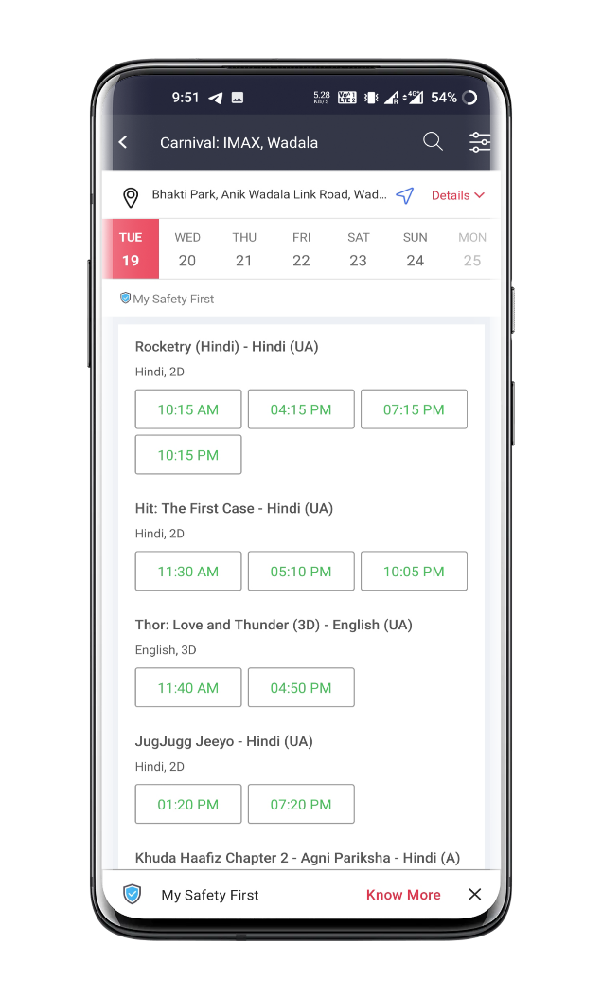 9:51 5.28 KB/S Vo) 1 LTE 2 R 4G+ 54%
Carnival: IMAX, Wadala
Bhakti Park, Anik Wadala Link Road, Wad... Details
TUE WED THU FRI SAT SUN MON
19 20 21 22 23 24 25
My Safety First
Rocketry (Hindi) - Hindi (UA)
Hindi, 2D
10:15 AM 04:15 PM 07:15 PM
10:15 PM
Hit: The First Case - Hindi (UA)
Hindi, 2D
11:30 AM 05:10 PM 10:05 PM
Thor: Love and Thunder (3D) - English (UA)
English, 3D
11:40 AM 04:50 PM
JugJugg Jeeyo - Hindi (UA)
Hindi, 2D
01:20 PM 07:20 PM
Khuda Haafiz Chapter 2 - Agni Pariksha - Hindi (A)
My Safety First Know More